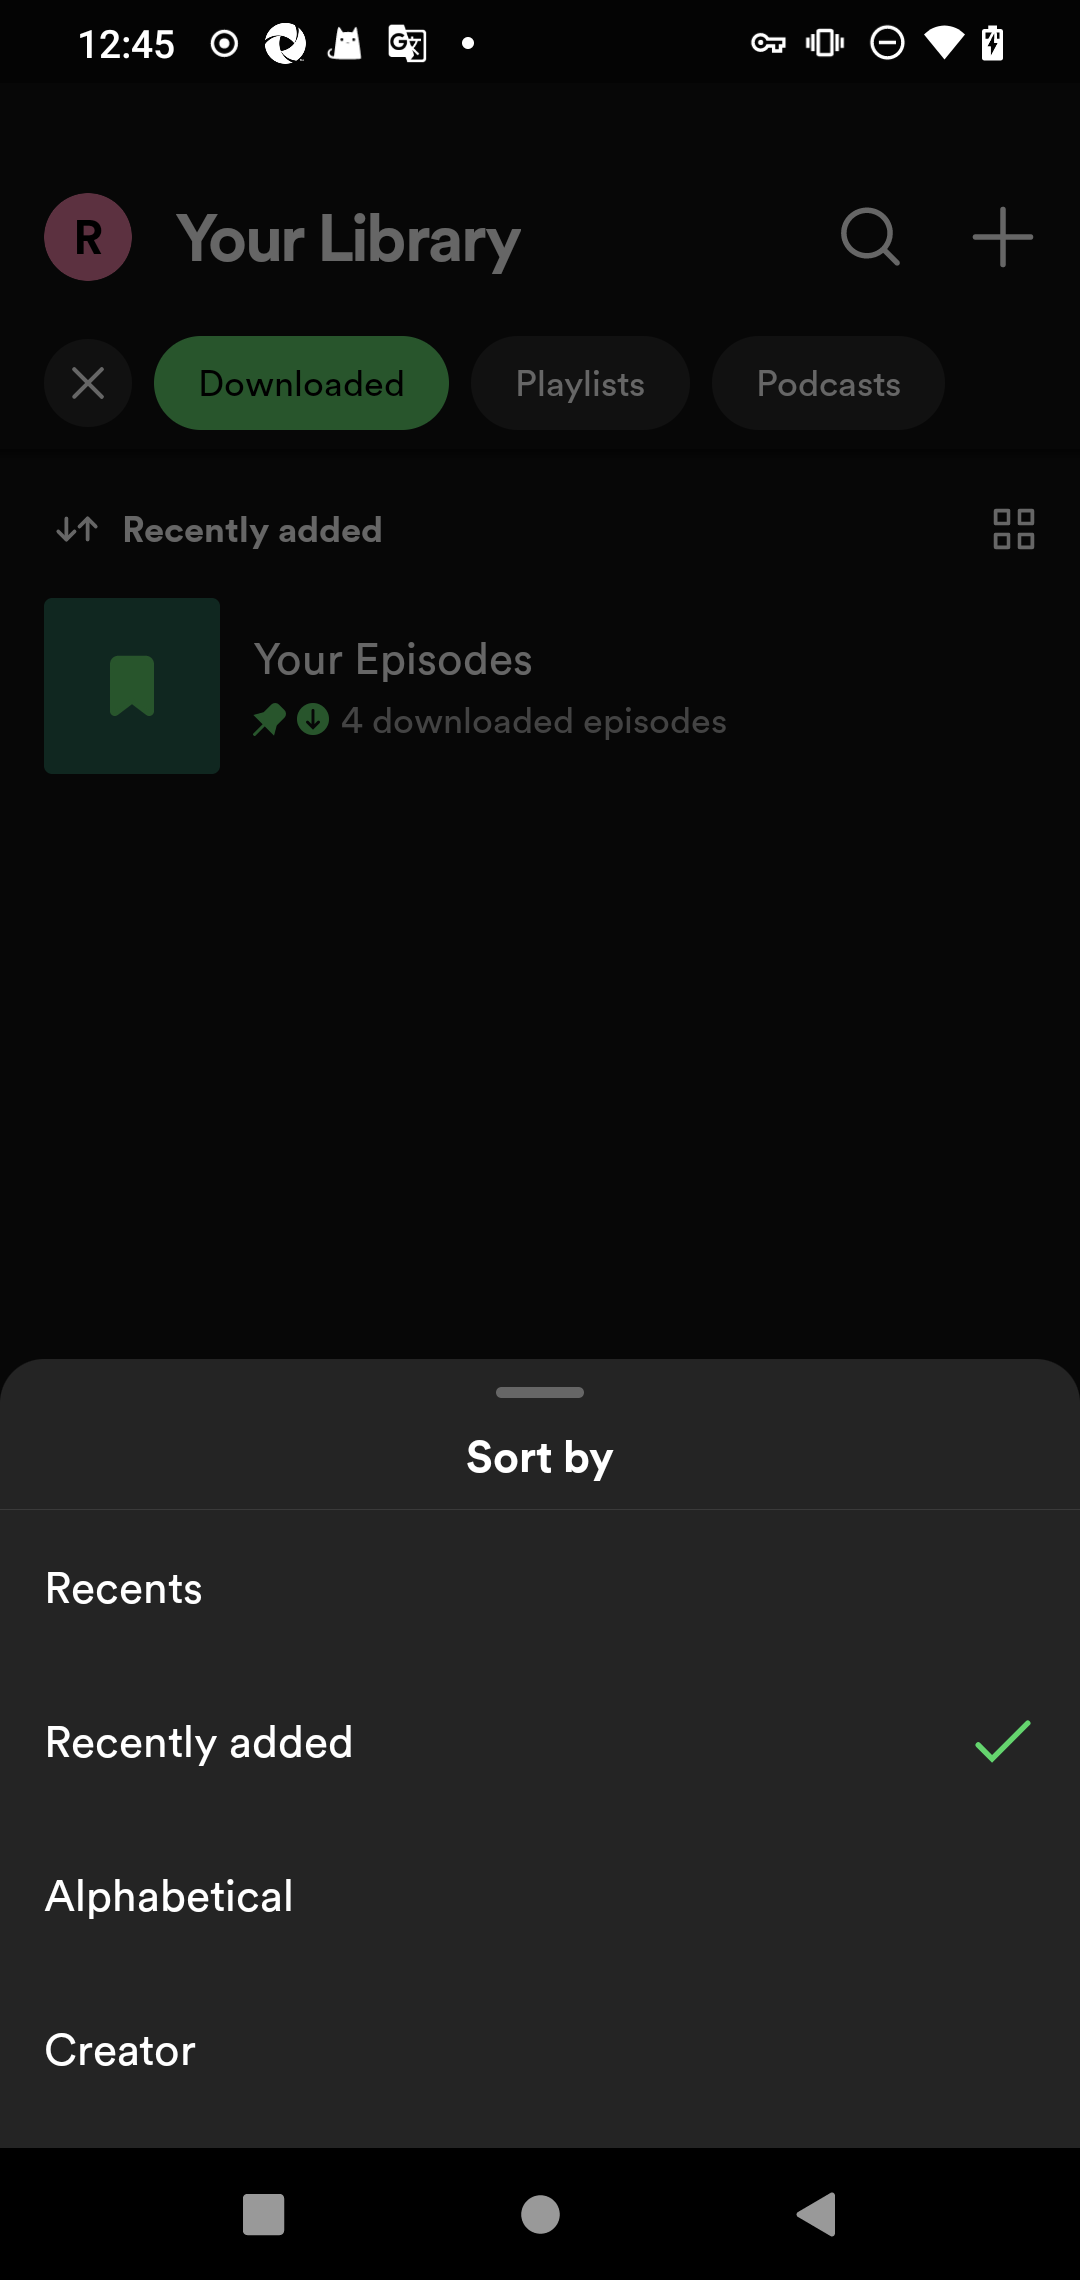 12:45
R
Your Library
Downloaded
Playlists
Podcasts
Recently added
Your Episodes
4 downloaded episodes
Sort by
Recents
Recently added
Alphabetical
Creator